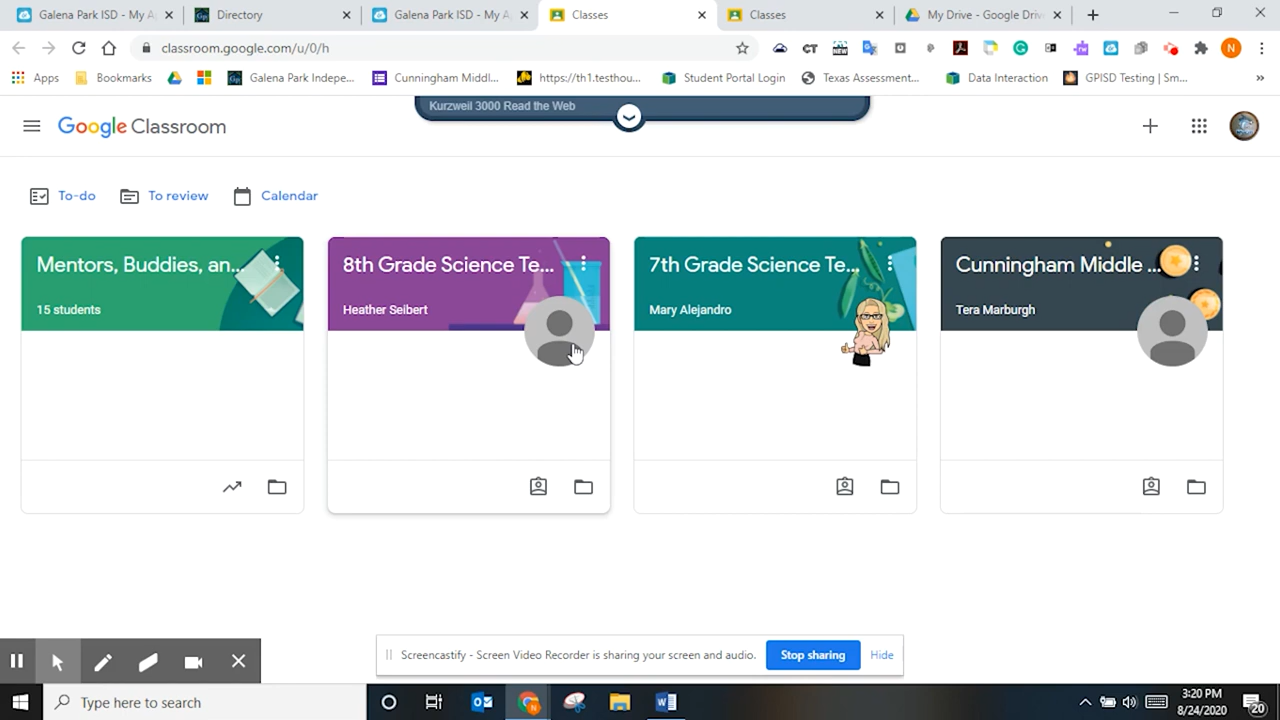 Galena Park ISD - My A
Directory
Galena Park ISD - My A
Classes
Classes
My Drive - Google Driv
classroom.google.com/u/0/h
Apps
Bookmarks
Galena Park Indepe...
Cunningham Middl...
https://th1.testhou...
Student Portal Login
Texas Assessment...
Data Interaction
GPISD Testing | Sm...
Kurzweil 3000 Read the Web
Google Classroom
To-do
To review
Calendar
Mentors, Buddies, an...
15 students
8th Grade Science Te...
Heather Seibert
7th Grade Science Te...
Mary Alejandro
Cunningham Middle ...
Tera Marburgh
Screencastify - Screen Video Recorder is sharing your screen and audio.
Stop sharing
Hide
Type here to search
3:20 PM
8/24/2020
20